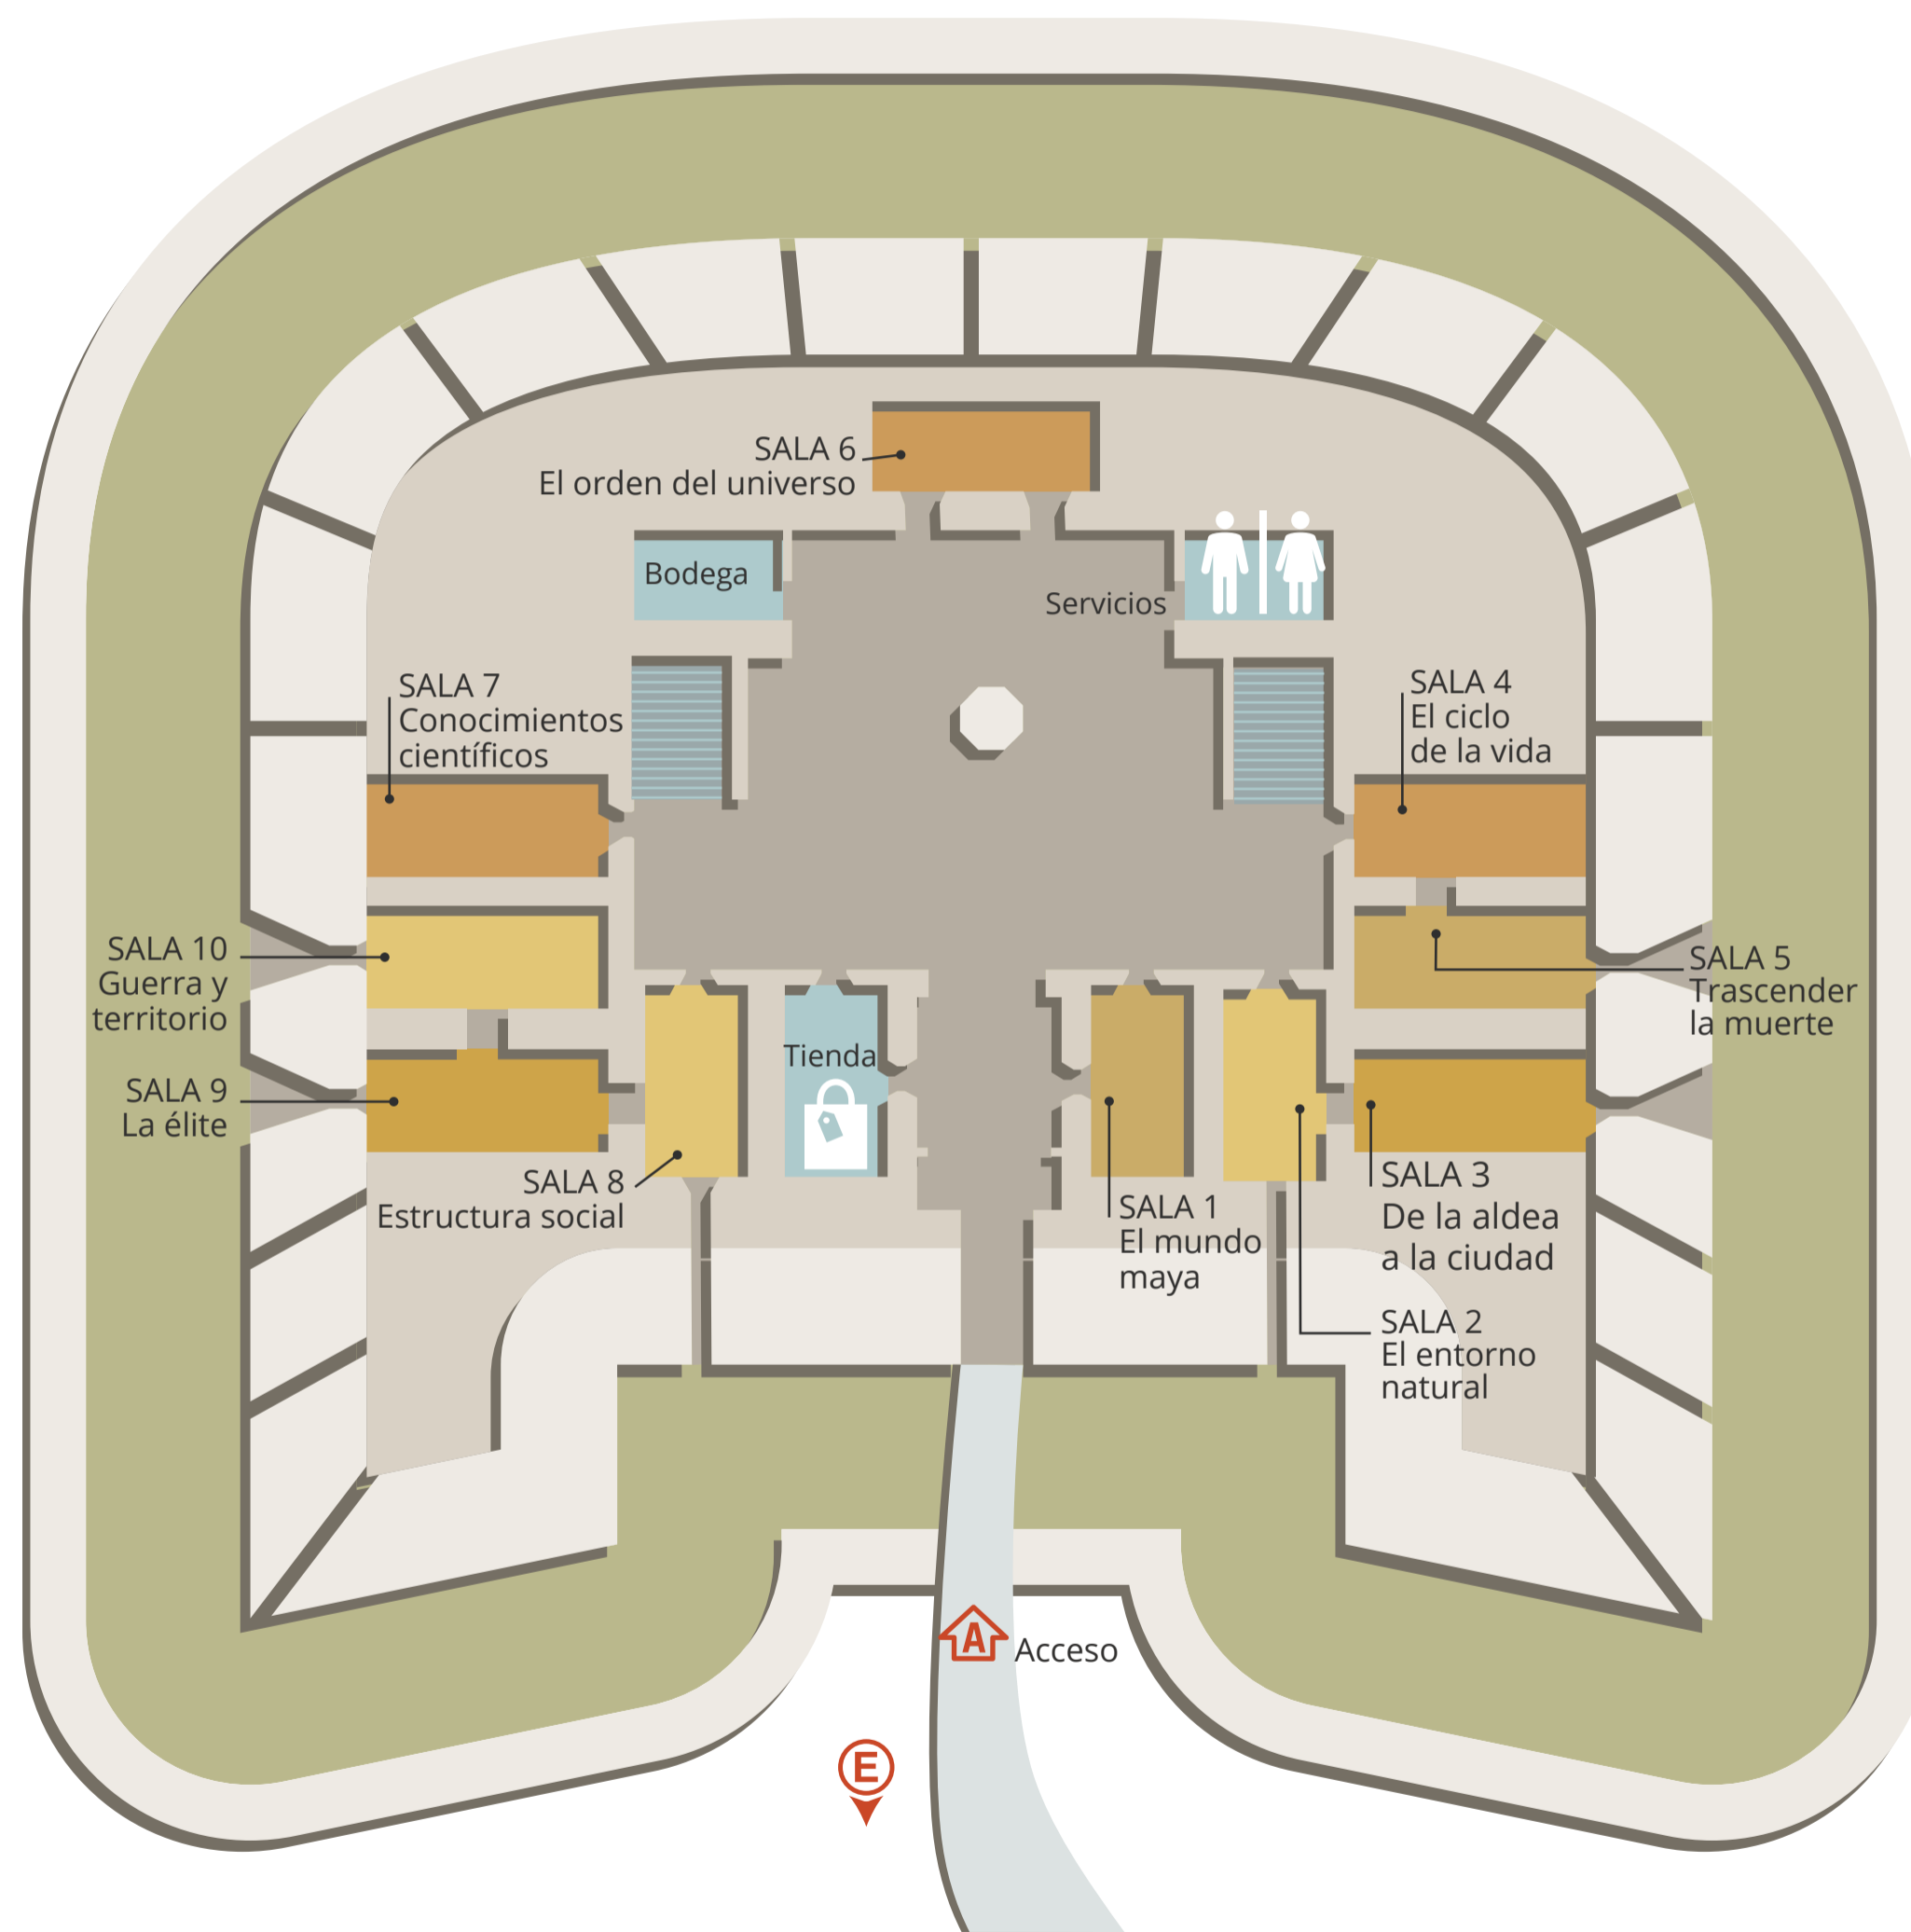 SALA 6
El orden del universo
Bodega
Servicios
SALA 7
Conocimientos
científicos
SALA 4
El ciclo
de la vida
SALA 10
Guerra y
territorio
SALA 5
Trascender
la muerte
SALA 9
La élite
Tienda
SALA 8
Estructura social
SALA 1
El mundo
maya
SALA 3
De la aldea
a la ciudad
SALA 2
El entorno
natural
A
Acceso
E